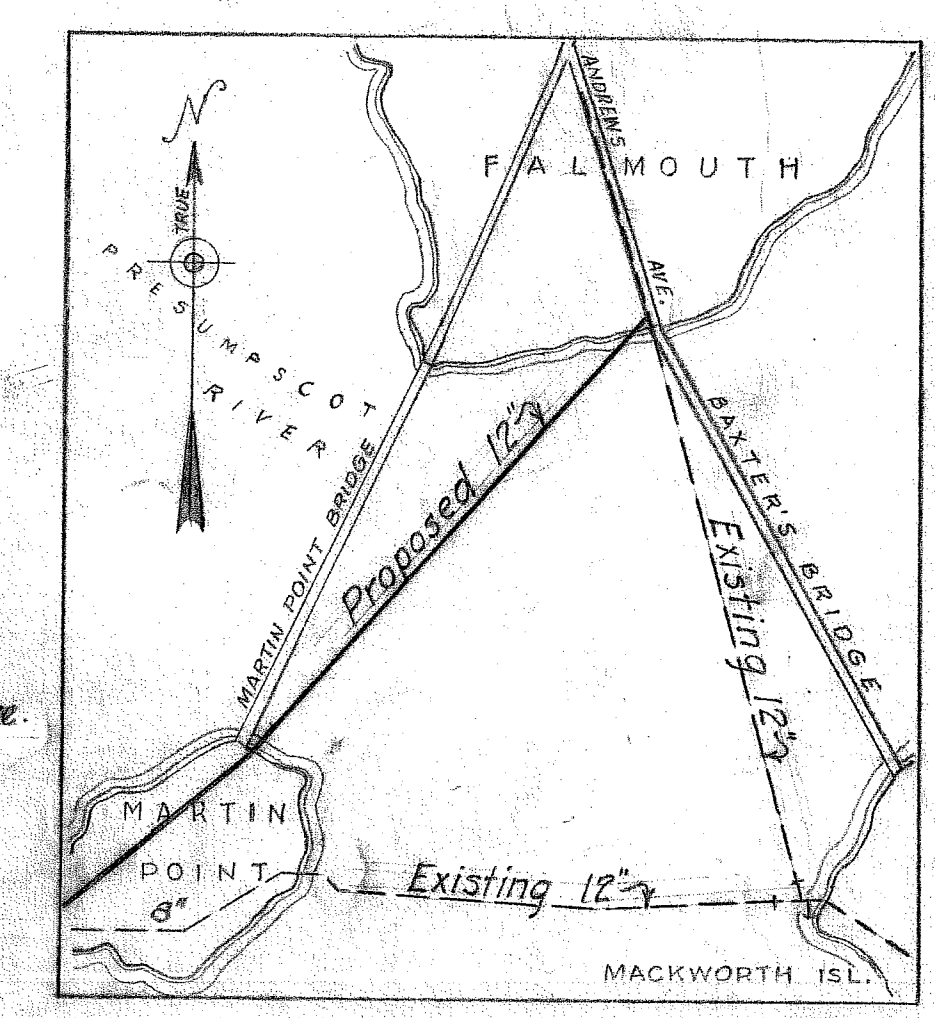 N
TRUE
PRESUMPSCOT
RIVER
ANDREWS
AVE.
FALMOUTH
MARTIN POINT BRIDGE
Proposed 12"
BAXTER'S BRIDGE
Existing 12"
MARTIN
POINT
8"
Existing 12"
MACKWORTH ISL.